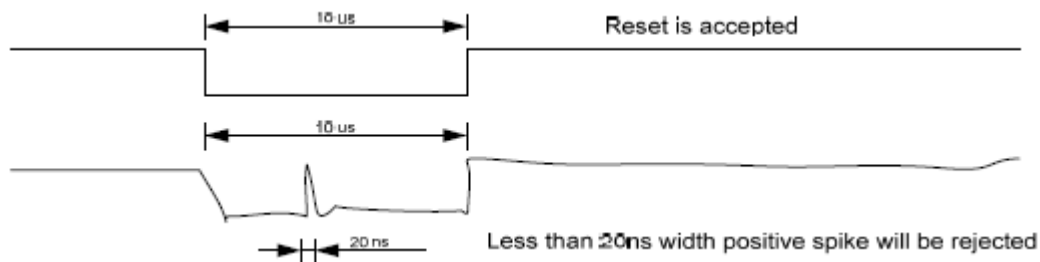 10 us
Reset is accepted
10 us
20 ns
Less than 20ns width positive spike will be rejected